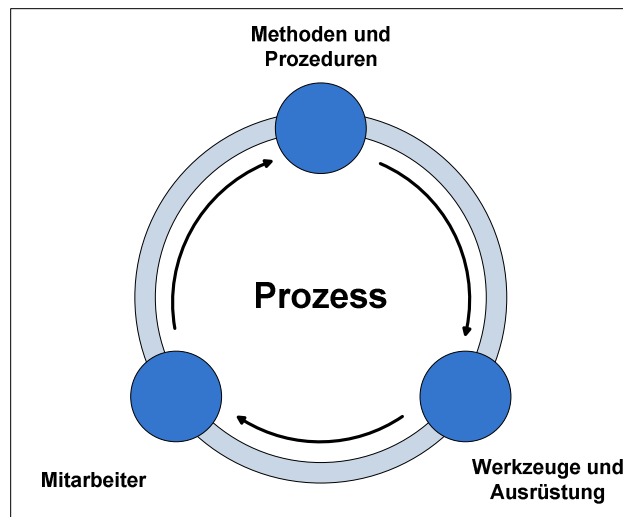 Methoden und
Prozeduren
Prozess
Mitarbeiter
Werkzeuge und
Ausrüstung